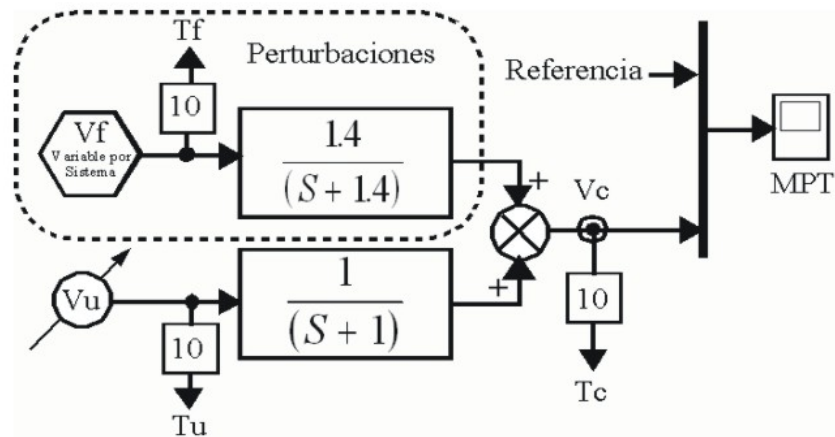 Tf
Perturbaciones
Referencia
10
Vf
Variable por
Sistema
1.4
(S + 1.4)
+
Vc
MPT
Vu
1
(S + 1)
+
10
10
Tu
Tc